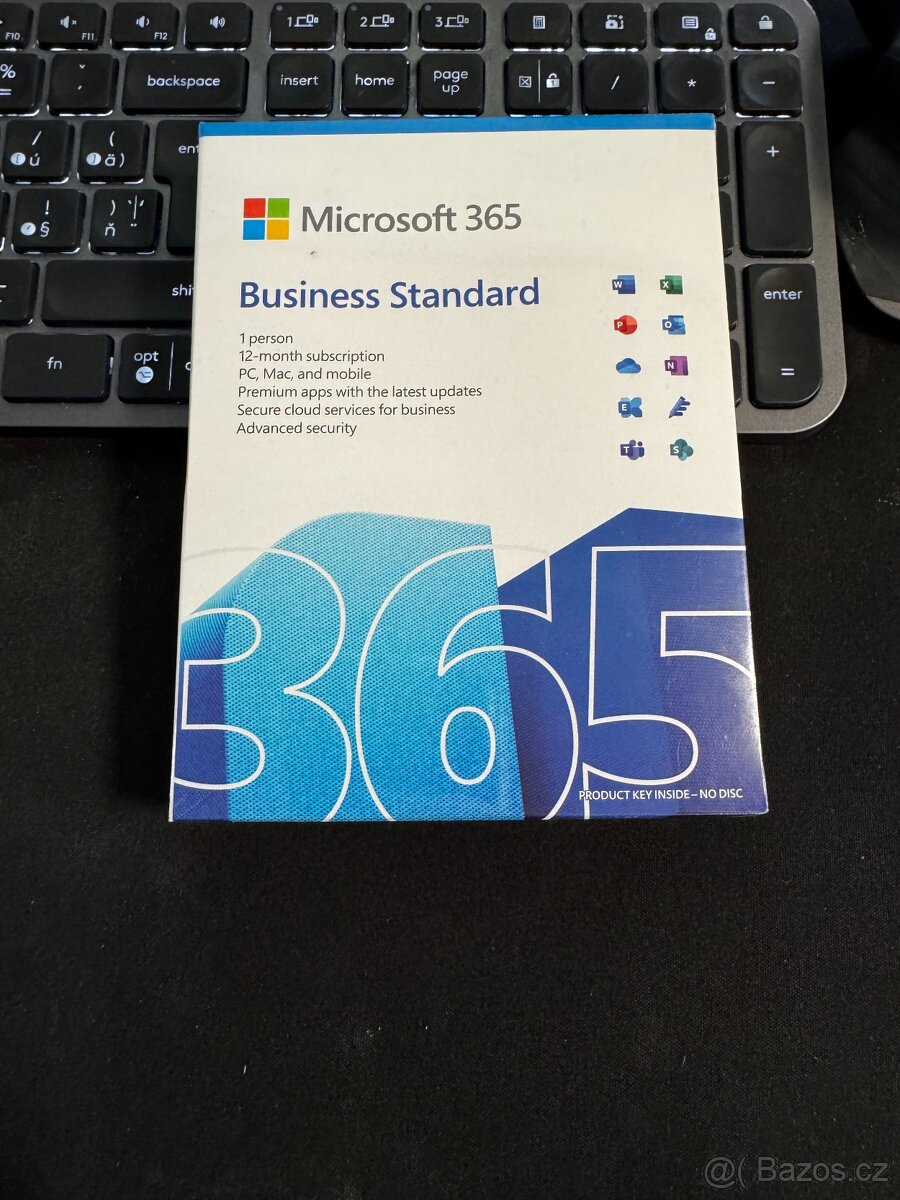 F10
F11
F12
1
2
3
%
=
ˇ
,
backspace
insert
home
page
up
/
*
−
/
ú
(
ä )
ent
+
!
§
)
ň
shi
enter
=
fn
opt
Microsoft 365
Business Standard
1 person
12-month subscription
PC, Mac, and mobile
Premium apps with the latest updates
Secure cloud services for business
Advanced security
W
X
P
O
N
E
T
S
365
PRODUCT KEY INSIDE – NO DISC
@( Bazos.cz